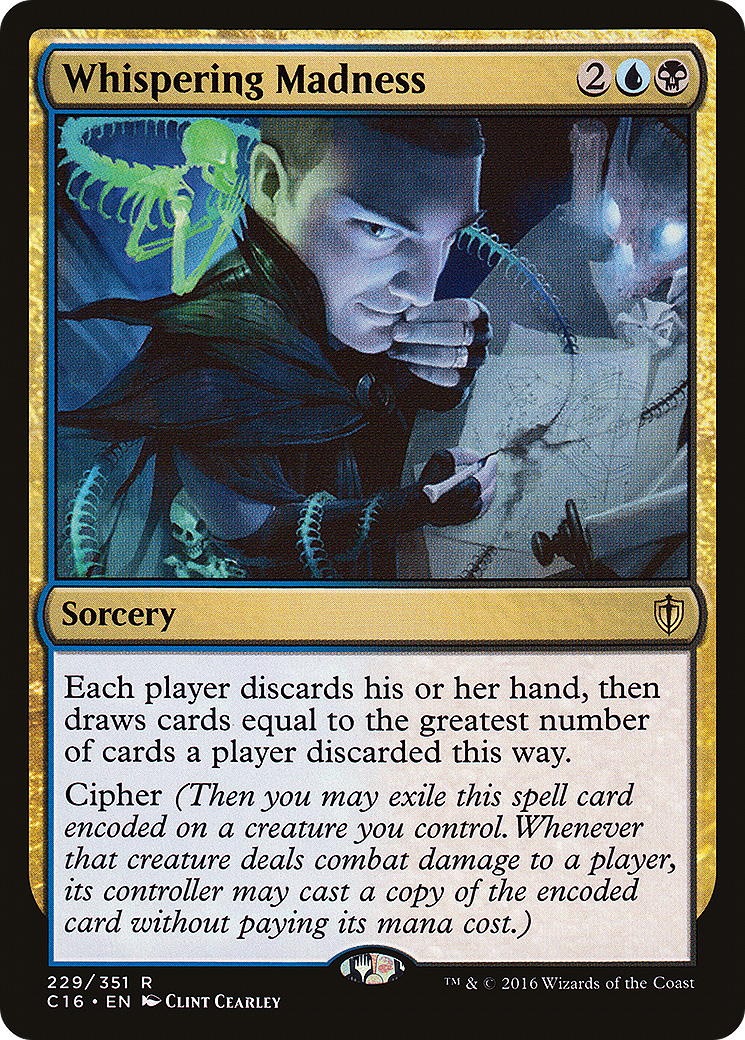 Whispering Madness 2
Sorcery
Each player discards his or her hand, then
draws cards equal to the greatest number
of cards a player discarded this way.
Cipher (Then you may exile this spell card
encoded on a creature you control. Whenever
that creature deals combat damage to a player,
its controller may cast a copy of the encoded
card without paying its mana cost.)
229/351 R
™ & © 2016 Wizards of the Coast
C16 • EN Clint Cearley